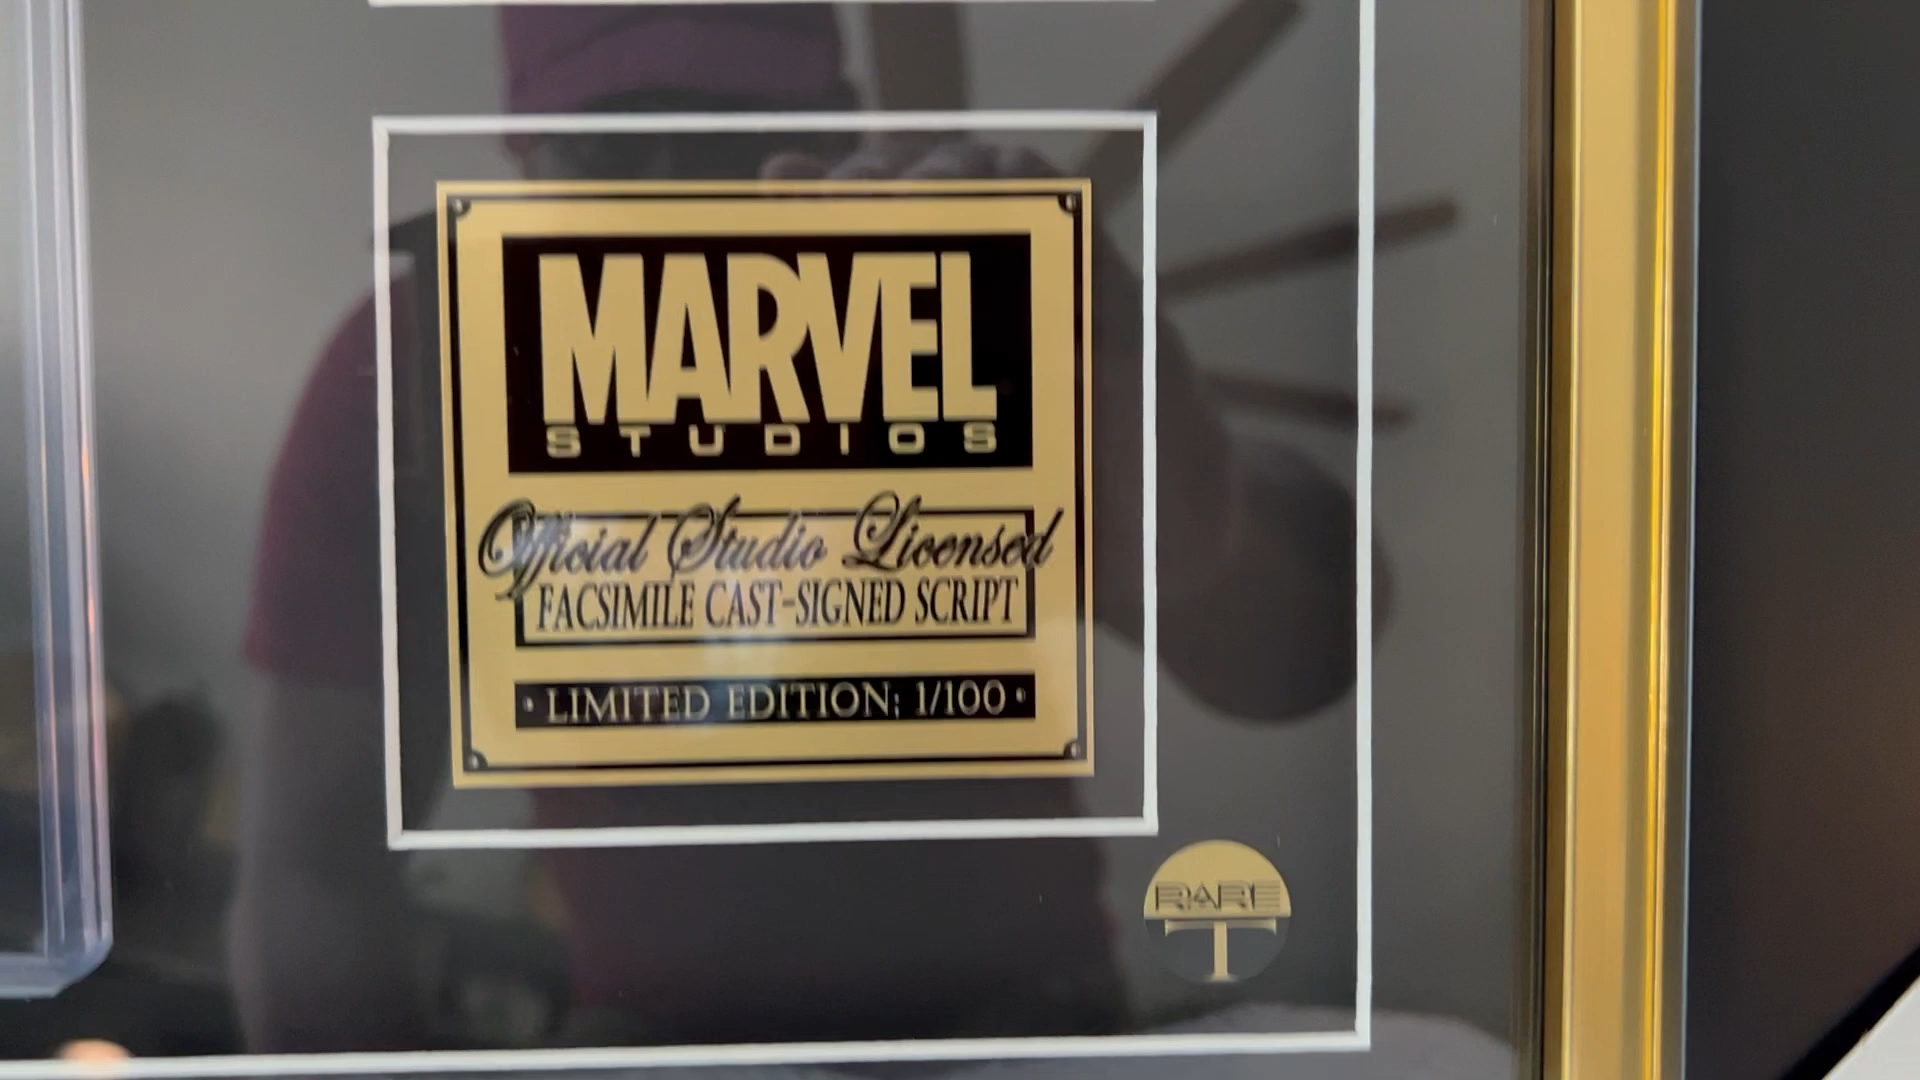 MARVEL
STUDIOS
Official Studio Licensed
FACSIMILE CAST-SIGNED SCRIPT
· LIMITED EDITION: 1/100 ·
RARE
T